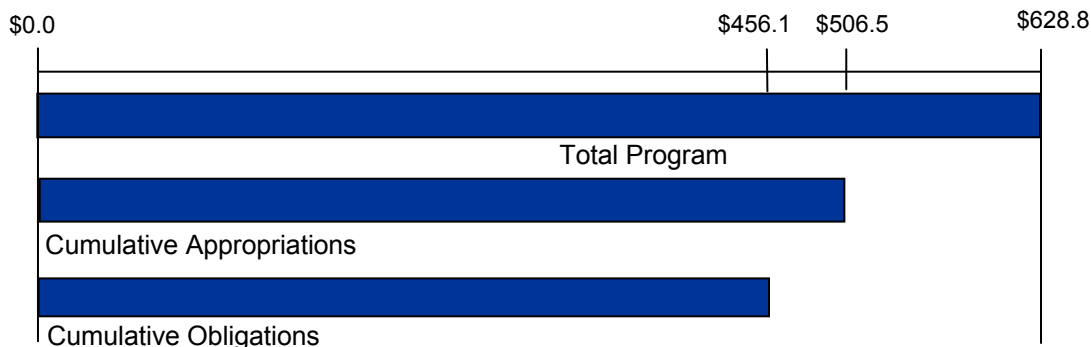 $0.0 $456.1 $506.5 $628.8
Total Program
Cumulative Appropriations
Cumulative Obligations